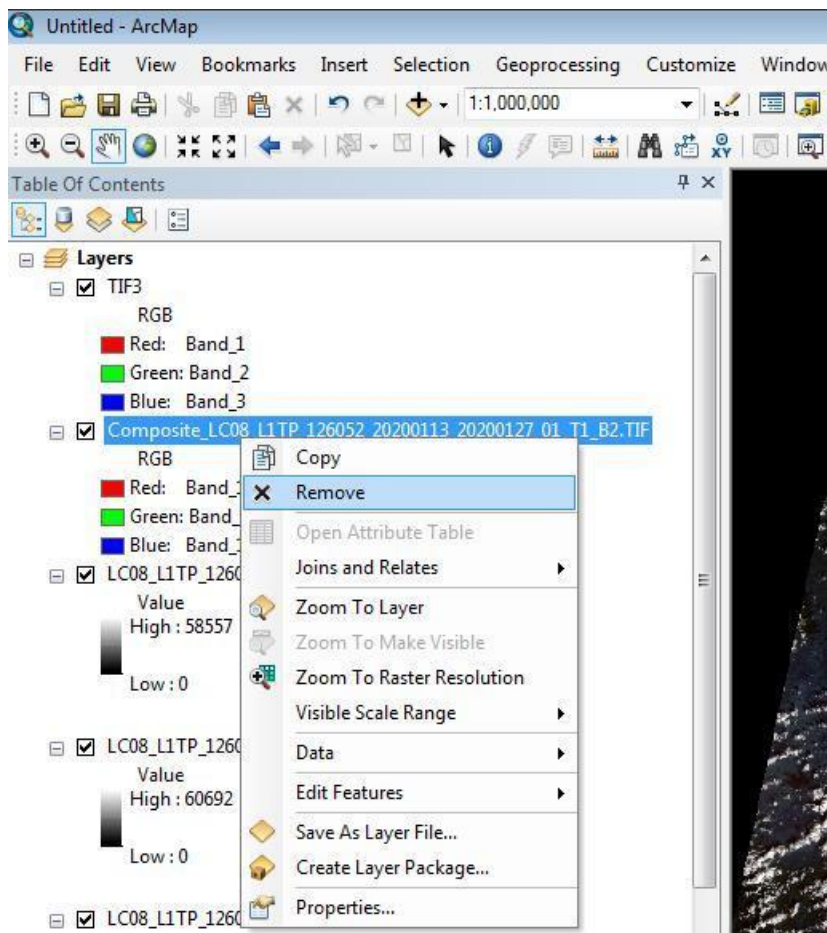 Untitled - ArcMap
File Edit View Bookmarks Insert Selection Geoprocessing Customize Window
1:1,000,000
XY
Table Of Contents
Layers
TIF3
RGB
Red: Band_1
Green: Band_2
Blue: Band_3
Composite_LC08_L1TP_126052_20200113_20200127_01_T1_B2.TIF
RGB
Red: Band_
Green: Band_
Blue: Band_
LC08_L1TP_1260
Value
High : 58557
Low : 0
LC08_L1TP_1260
Value
High : 60692
Low : 0
LC08_L1TP_1260
Copy
Remove
Open Attribute Table
Joins and Relates
Zoom To Layer
Zoom To Make Visible
Zoom To Raster Resolution
Visible Scale Range
Data
Edit Features
Save As Layer File...
Create Layer Package...
Properties...